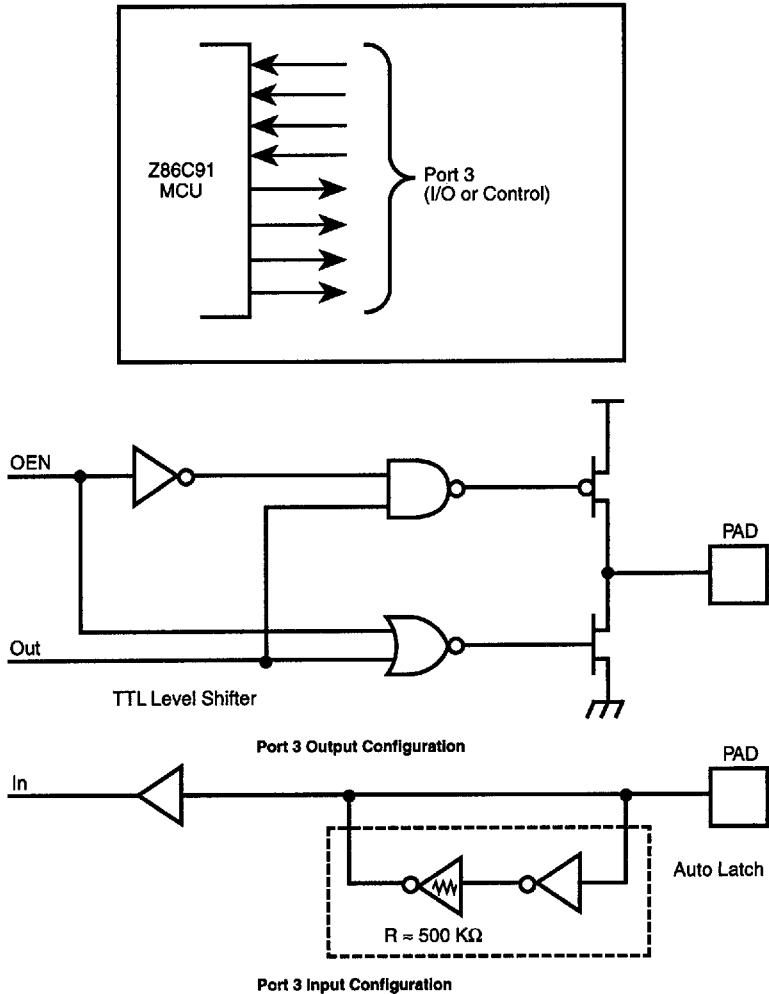 Z86C91
MCU
Port 3
(I/O or Control)
OEN
PAD
Out
TTL Level Shifter
Port 3 Output Configuration
In
PAD
Auto Latch
R ≈ 500 KΩ
Port 3 Input Configuration